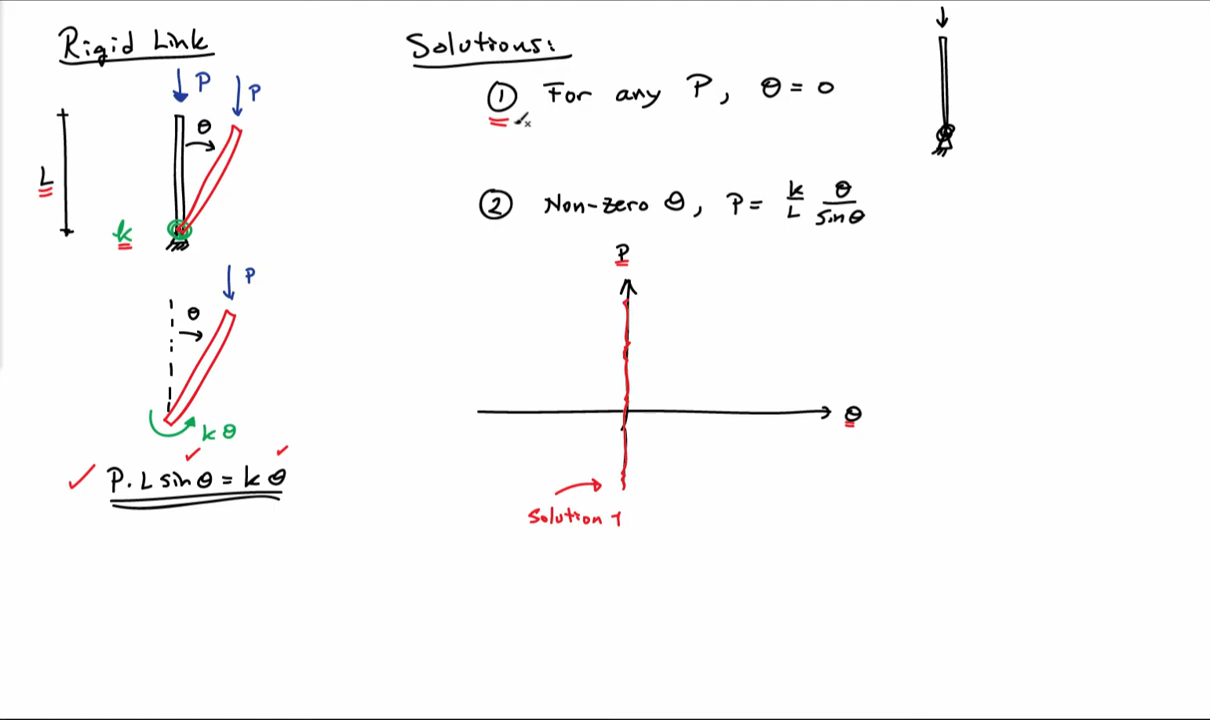 Rigid Link
P
P
θ
L
k
P
θ
kθ
P. L sinθ = kθ
Solutions:
① For any P, θ = 0
② Non-zero θ, P = k/L θ/sinθ
P
θ
Solution 1